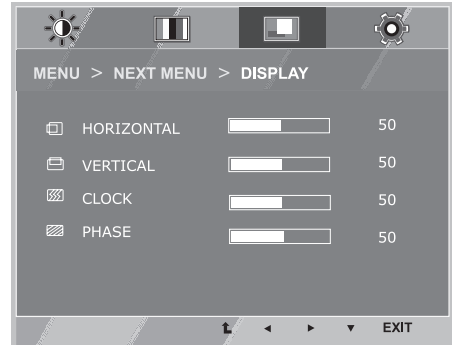 MENU > NEXT MENU > DISPLAY
HORIZONTAL 50
VERTICAL 50
CLOCK 50
PHASE 50
EXIT